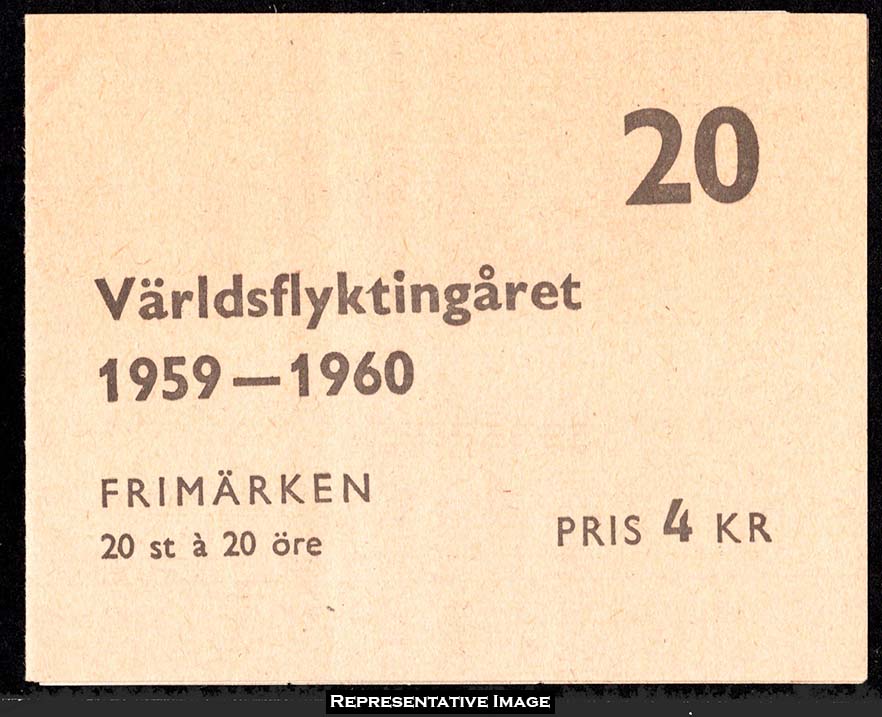 20
Världsflyktingåret
1959 — 1960
FRIMÄRKEN
20 st à 20 öre
PRIS 4 KR
REPRESENTATIVE IMAGE